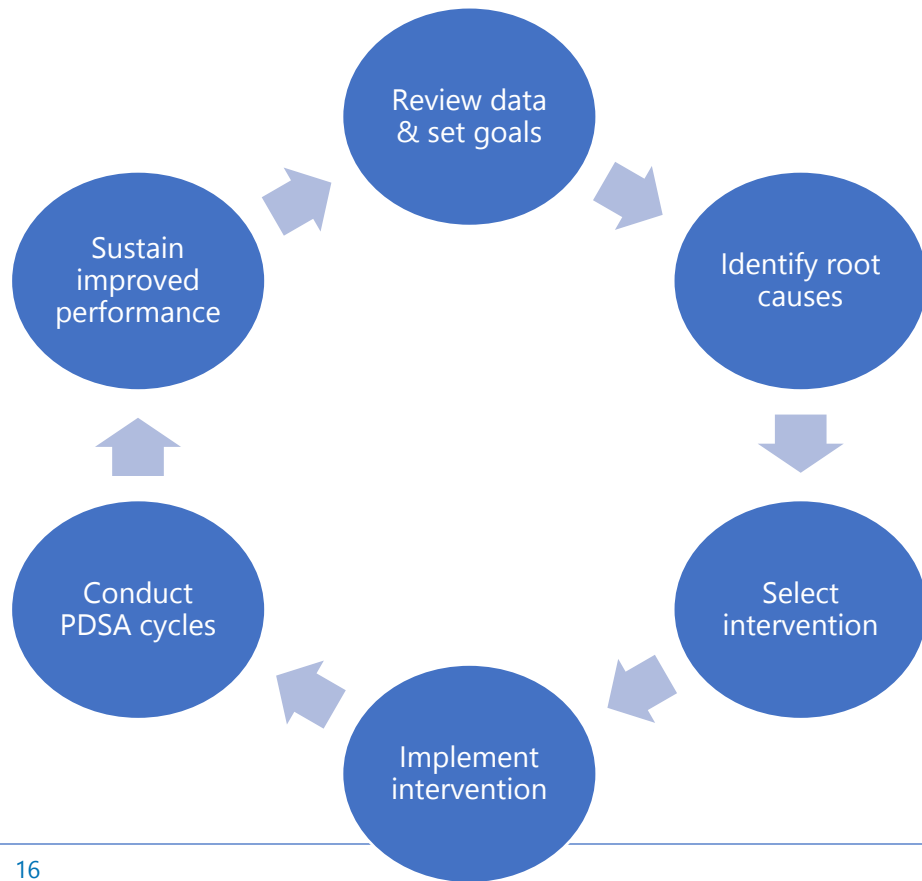 Review data
& set goals
Identify root
causes
Select
intervention
Implement
intervention
Conduct
PDSA cycles
Sustain
improved
performance
16